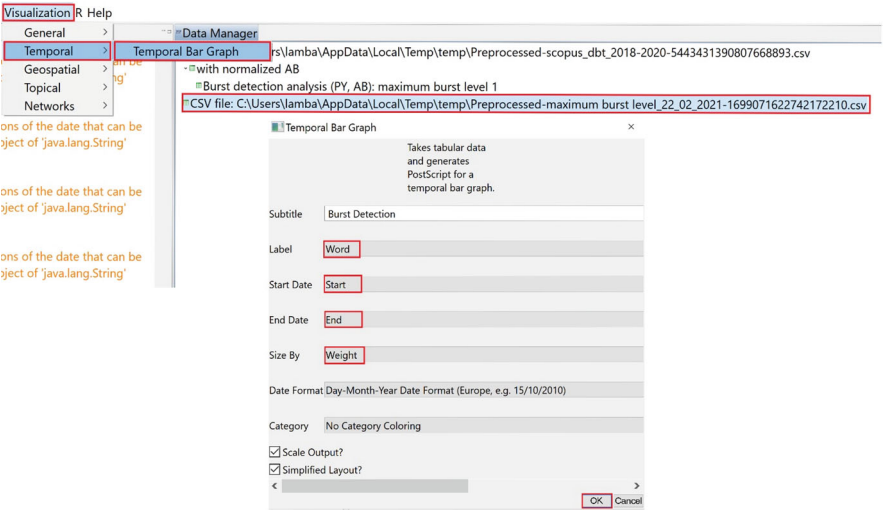 Visualization R Help
General >
Temporal >
Geospatial >
Topical >
Networks >
Temporal Bar Graph
Data Manager
rs\lamba\AppData\Local\Temp\temp\Preprocessed-scopus_dbt_2018-2020-5443431390807668893.csv
with normalized AB
Burst detection analysis (PY, AB): maximum burst level 1
CSV file: C:\Users\lamba\AppData\Local\Temp\temp\Preprocessed-maximum burst level_22_02_2021-1699071622742172210.csv
an be
ng'
ons of the date that can be
oject of 'java.lang.String'
ons of the date that can be
oject of 'java.lang.String'
ons of the date that can be
oject of 'java.lang.String'
Temporal Bar Graph ×
Takes tabular data
and generates
PostScript for a
temporal bar graph.
Subtitle Burst Detection
Label Word
Start Date Start
End Date End
Size By Weight
Date Format Day-Month-Year Date Format (Europe, e.g. 15/10/2010)
Category No Category Coloring
Scale Output?
Simplified Layout?
< >
OK Cancel